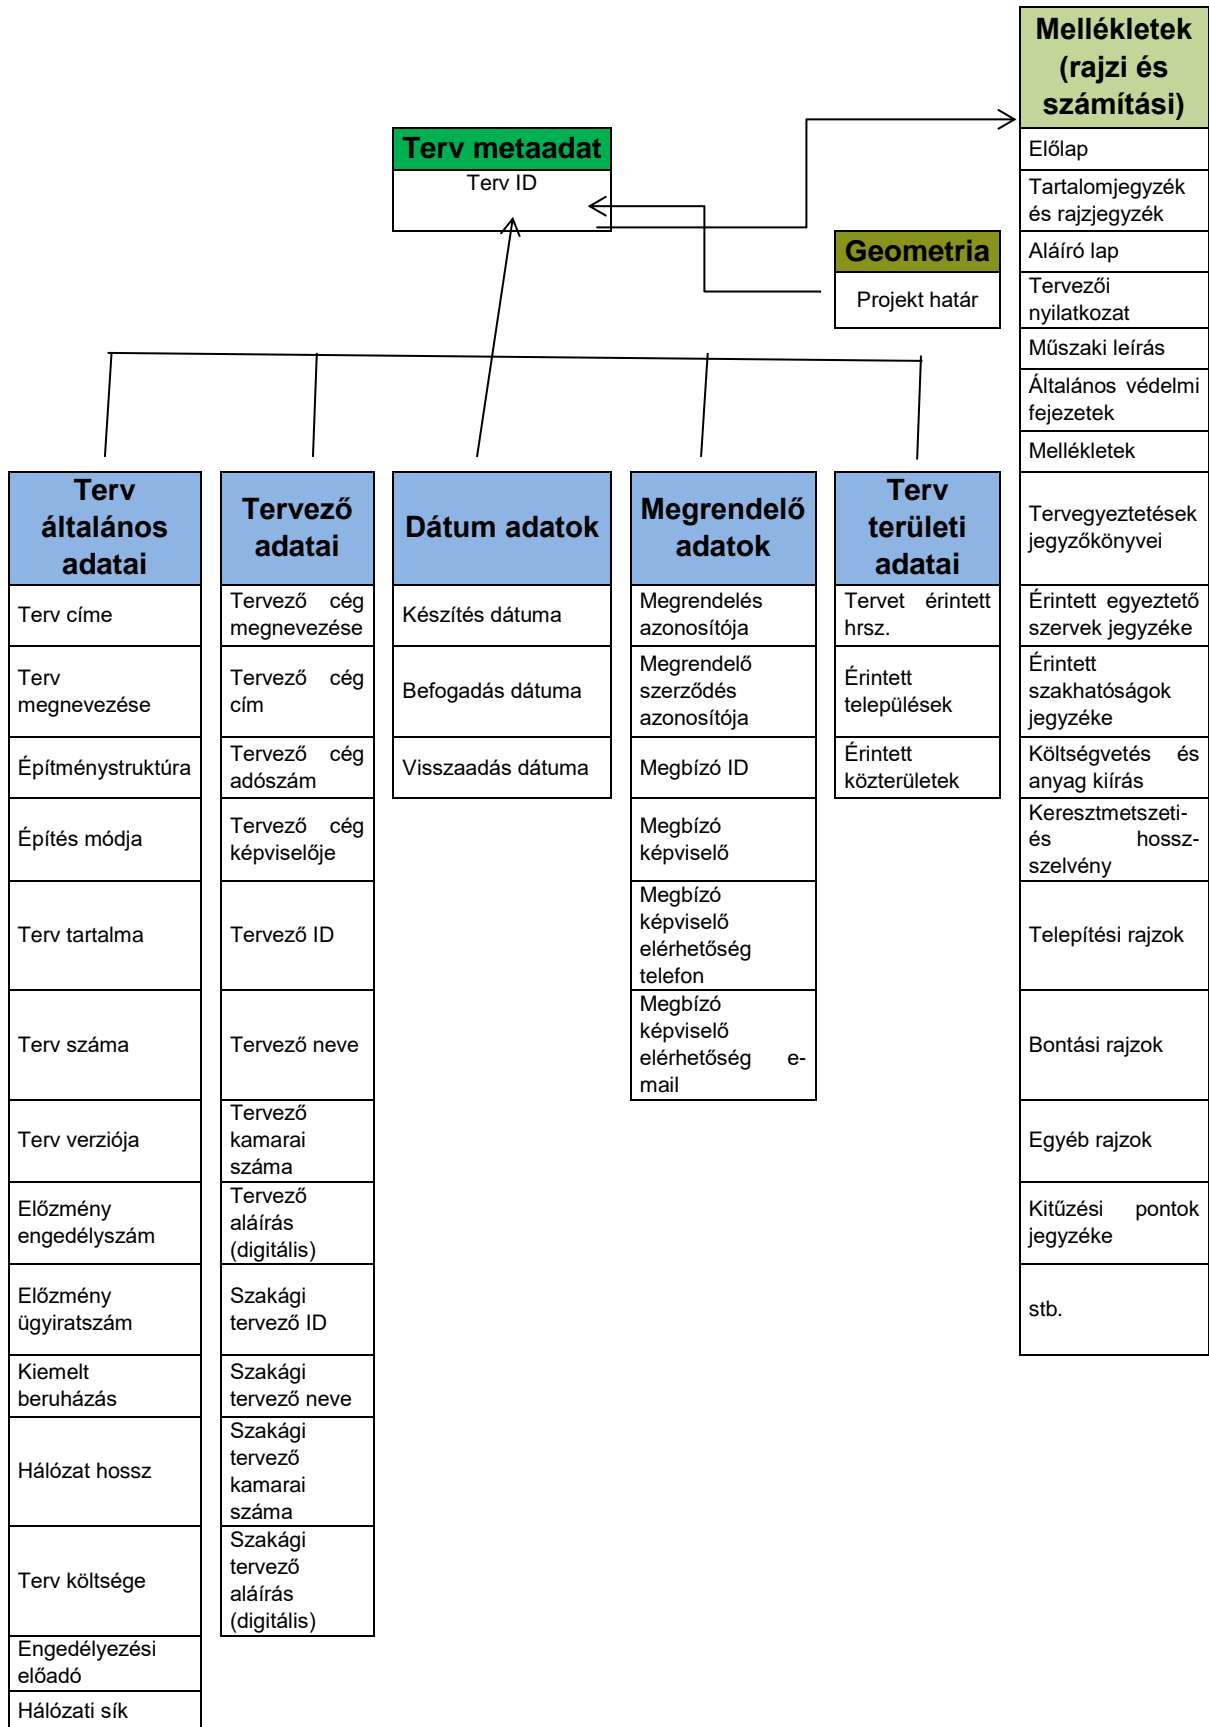 Mellékletek
(rajzi és
számítási)
Előlap
Tartalomjegyzék
és rajzjegyzék
Aláíró lap
Tervezői
nyilatkozat
Műszaki leírás
Általános védelmi
fejezetek
Mellékletek
Tervegyeztetések
jegyzőkönyvei
Érintett egyeztető
szervek jegyzéke
Érintett
szakhatóságok
jegyzéke
Költségvetés és
anyag kiírás
Keresztmetszeti-
és hossz-
szelvény
Telepítési rajzok
Bontási rajzok
Egyéb rajzok
Kitűzési pontok
jegyzéke
stb.
Terv metaadat
Terv ID
Geometria
Projekt határ
Terv
általános
adatai
Terv címe
Terv
megnevezése
Építménystruktúra
Építés módja
Terv tartalma
Terv száma
Terv verziója
Előzmény
engedélyszám
Előzmény
ügyiratszám
Kiemelt
beruházás
Hálózat hossz
Terv költsége
Engedélyezési
előadó
Hálózati sík
Tervező
adatai
Tervező cég
megnevezése
Tervező cég
cím
Tervező cég
adószám
Tervező cég
képviselője
Tervező ID
Tervező neve
Tervező
kamarai
száma
Tervező
aláírás
(digitális)
Szakági
tervező ID
Szakági
tervező neve
Szakági
tervező
kamarai
száma
Szakági
tervező
aláírás
(digitális)
Dátum adatok
Készítés dátuma
Befogadás dátuma
Visszaadás dátuma
Megrendelő
adatok
Megrendelés
azonosítója
Megrendelő
szerződés
azonosítója
Megbízó ID
Megbízó
képviselő
Megbízó
képviselő
elérhetőség
telefon
Megbízó
képviselő
elérhetőség e-
mail
Terv
területi
adatai
Tervet érintett
hrsz.
Érintett
települések
Érintett
közterületek